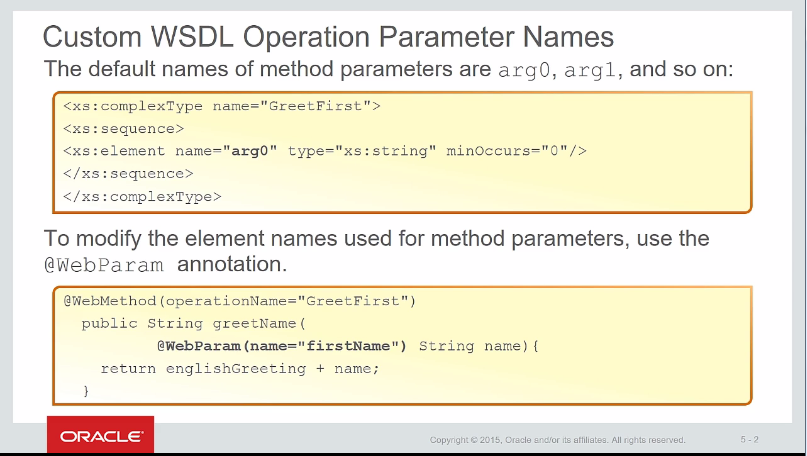 Custom WSDL Operation Parameter Names
The default names of method parameters are arg0, arg1, and so on:
<xs:complexType name="GreetFirst">
<xs:sequence>
<xs:element name="arg0" type="xs:string" minOccurs="0"/>
</xs:sequence>
</xs:complexType>
To modify the element names used for method parameters, use the
@WebParam annotation.
@WebMethod(operationName="GreetFirst")
public String greetName(
@WebParam(name="firstName") String name){
return englishGreeting + name;
}
ORACLE
Copyright © 2015, Oracle and/or its affiliates. All rights reserved.
5 - 2